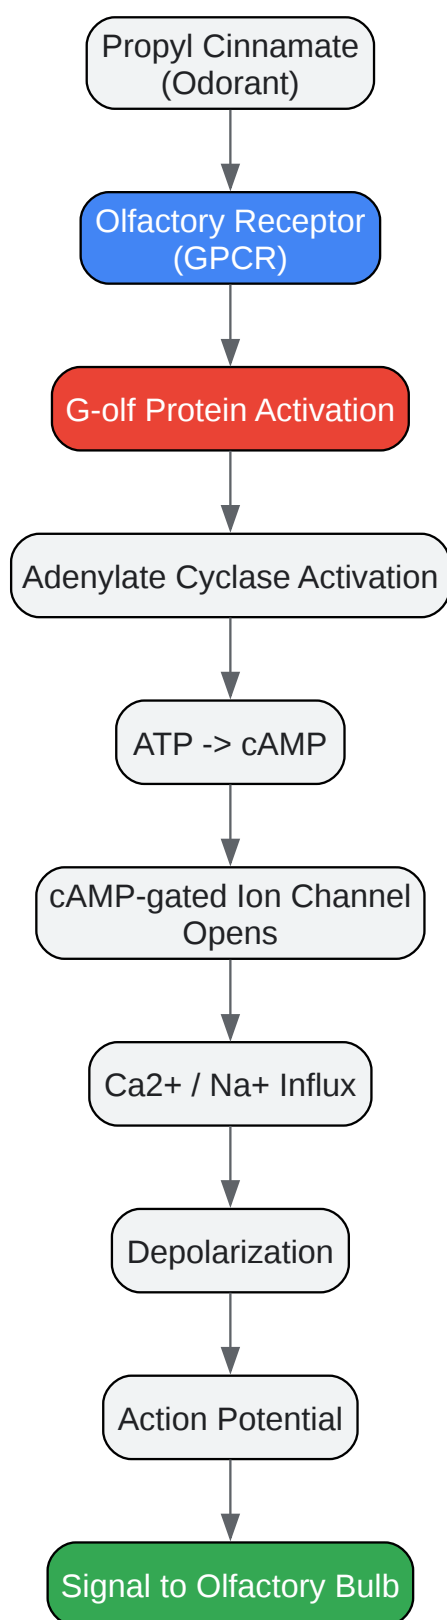 Propyl Cinnamate
(Odorant)
Olfactory Receptor
(GPCR)
G-olf Protein Activation
Adenylate Cyclase Activation
ATP -> cAMP
cAMP-gated Ion Channel
Opens
Ca2+ / Na+ Influx
Depolarization
Action Potential
Signal to Olfactory Bulb